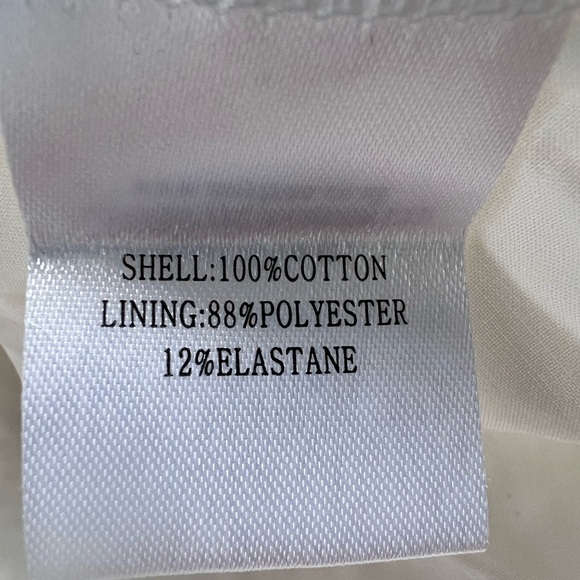 SHELL:100%COTTON
LINING:88%POLYESTER
12%ELASTANE